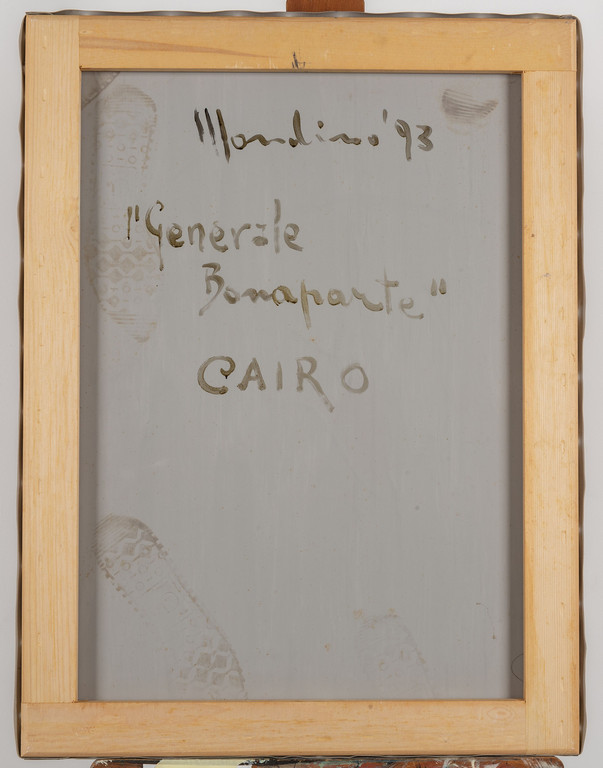 Mondino '93
"Generale
Bonaparte"
CAIRO